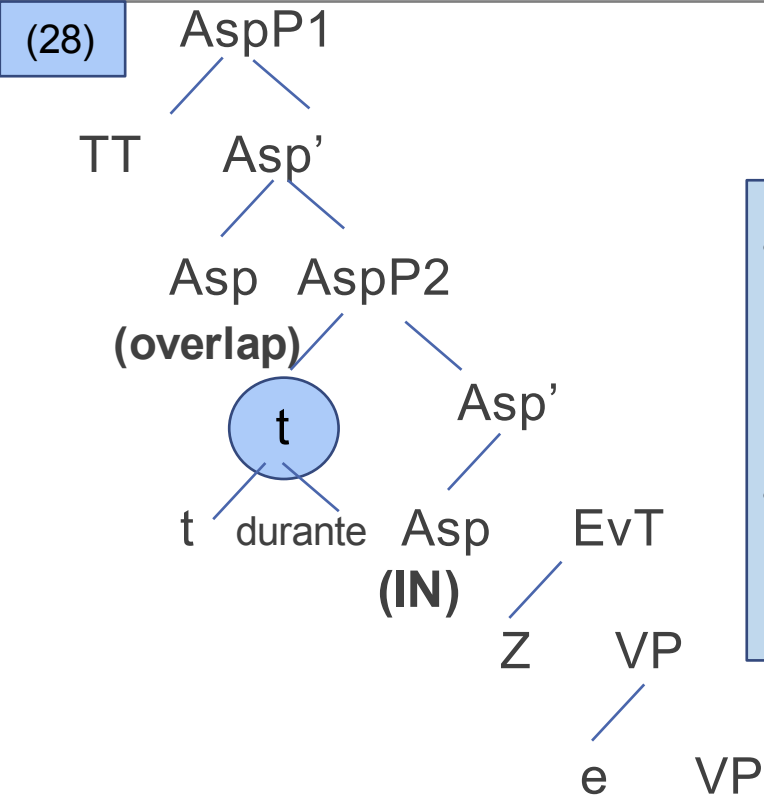 (28) AspP1
TT Asp’
Asp AspP2
(overlap)
t Asp’
t durante Asp EvT
(IN)
Z VP
e VP